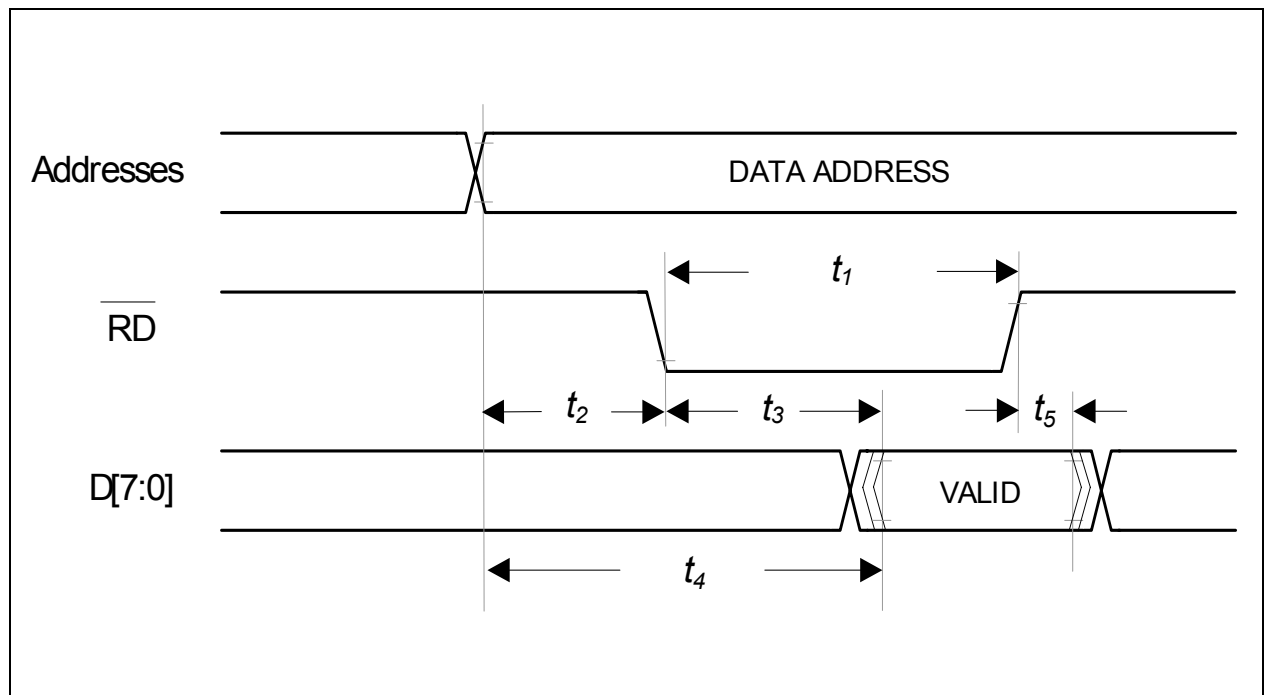 Addresses
DATA ADDRESS
t1
RD
t2
t3
t5
D[7:0]
VALID
t4